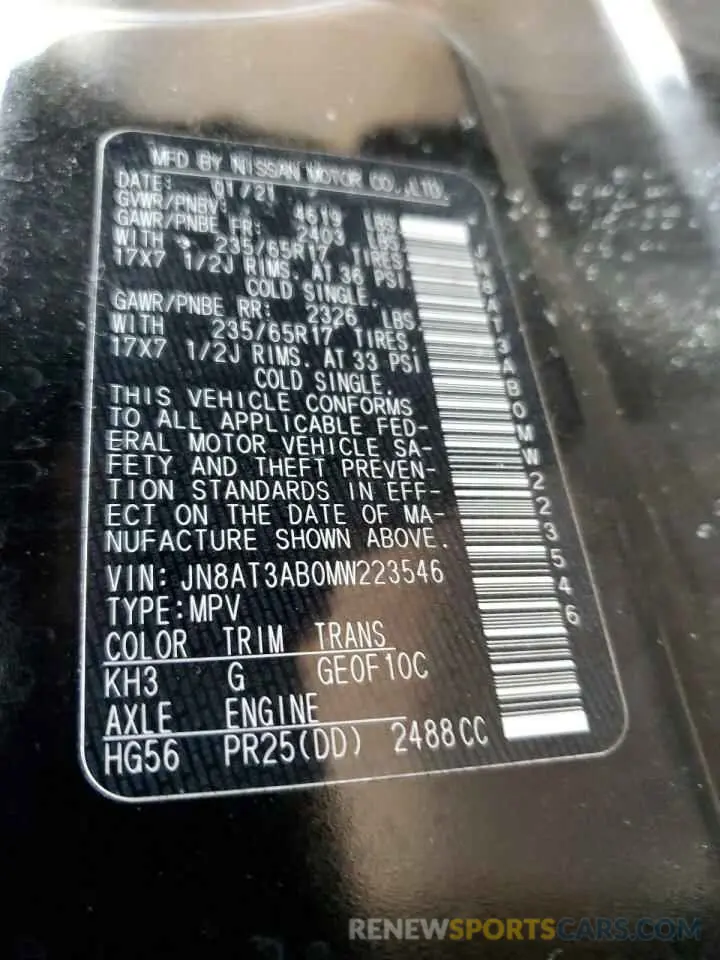 MFD BY NISSAN MOTOR CO.,LTD.
DATE: 01/21
GVWR/PNBV: 4619 LBS
GAWR/PNBE FR: 2403 LBS.
WITH 235/65R17 TIRES.
17X7 1/2J RIMS. AT 36 PSI.
COLD SINGLE.
GAWR/PNBE RR: 2326 LBS.
WITH 235/65R17 TIRES.
17X7 1/2J RIMS. AT 33 PSI
COLD SINGLE.
THIS VEHICLE CONFORMS
TO ALL APPLICABLE FED-
ERAL MOTOR VEHICLE SA-
FETY AND THEFT PREVEN-
TION STANDARDS IN EFF-
ECT ON THE DATE OF MA-
NUFACTURE SHOWN ABOVE.
VIN: JN8AT3AB0MW223546
TYPE:MPV
COLOR TRIM TRANS
KH3 G GE0F10C
AXLE ENGINE
HG56 PR25(DD) 2488CC
JN8AT3AB0MW223546
RENEWSPORTSCARS.COM